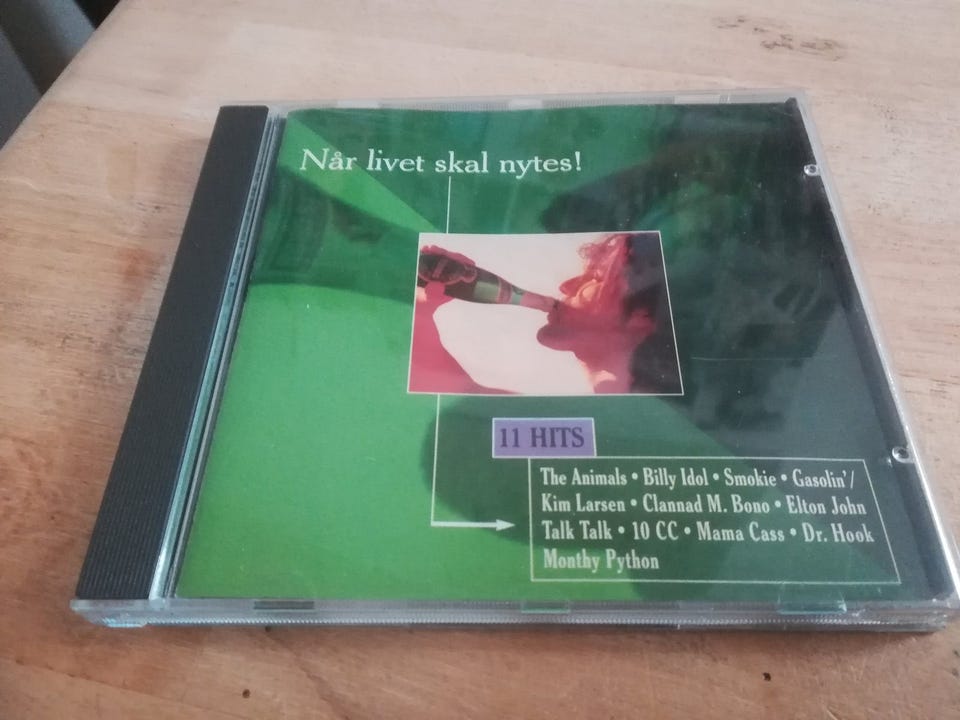 Når livet skal nytes!
11 HITS
The Animals • Billy Idol • Smokie • Gasolin'/
Kim Larsen • Clannad M. Bono • Elton John
Talk Talk • 10 CC • Mama Cass • Dr. Hook
Monthy Python